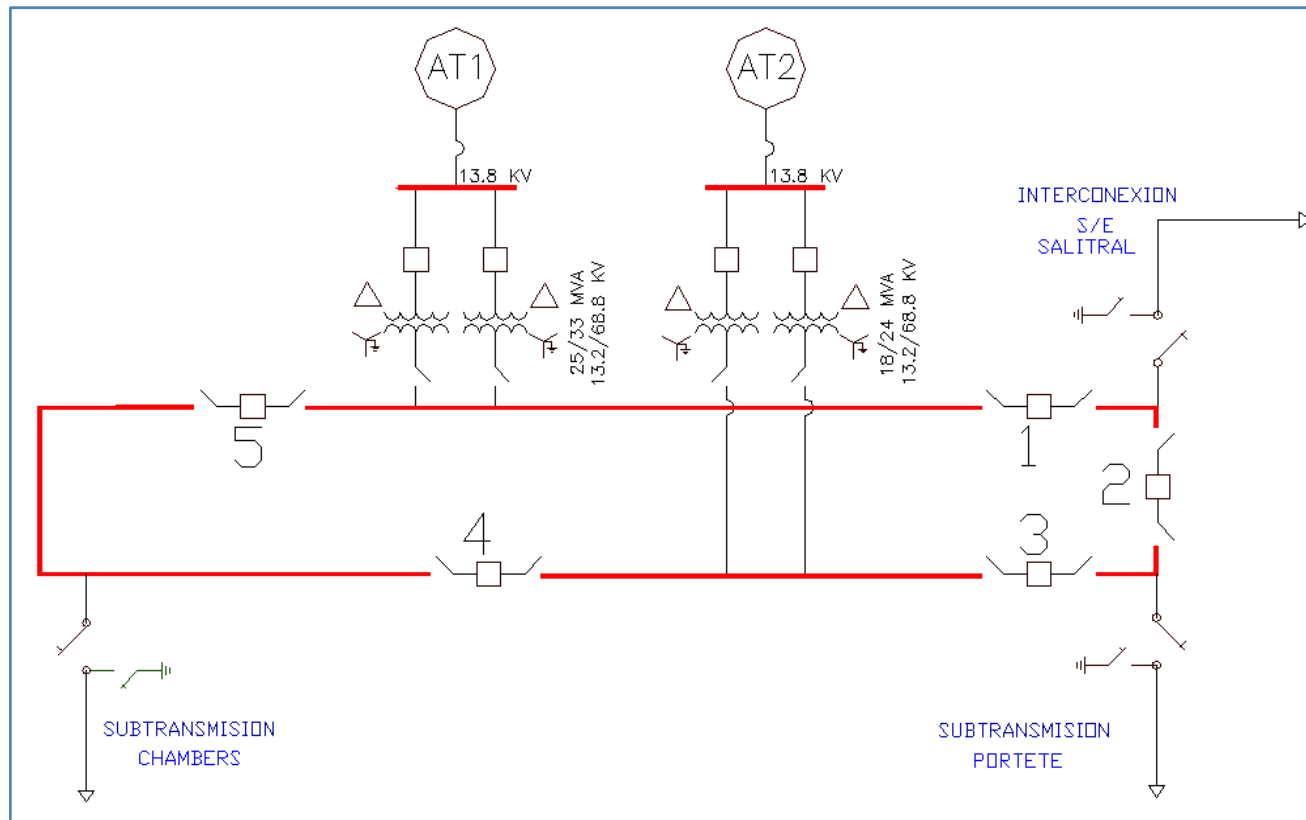 AT1
AT2
13.8 KV
13.8 KV
INTERCONEXION
S/E
SALITRAL
25/33 MVA
13.2/68.8 KV
18/24 MVA
13.2/68.8 KV
5
1
2
4
3
SUBTRANSMISION
CHAMBERS
SUBTRANSMISION
PORTETE